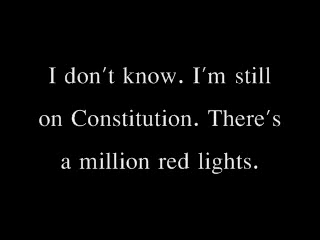 I don't know. I'm still
on Constitution. There's
a million red lights.